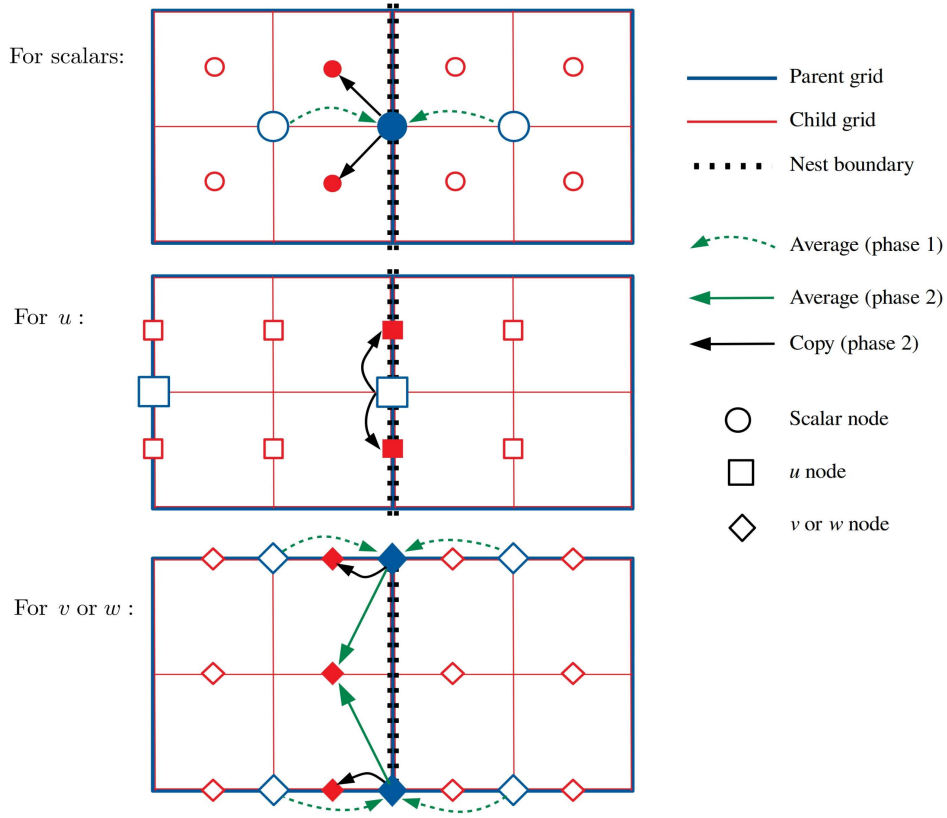 For scalars:
Parent grid
Child grid
Nest boundary
Average (phase 1)
For u :
Average (phase 2)
Copy (phase 2)
Scalar node
u node
v or w node
For v or w :